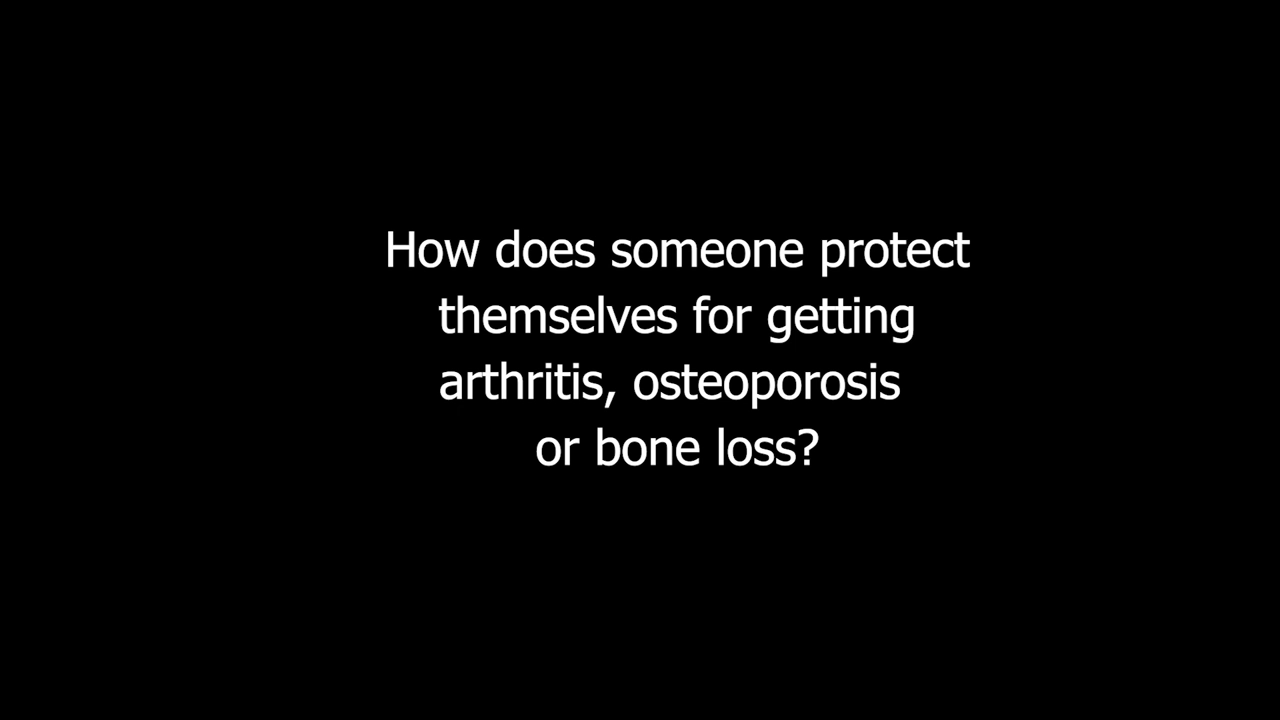 How does someone protect
themselves for getting
arthritis, osteoporosis
or bone loss?